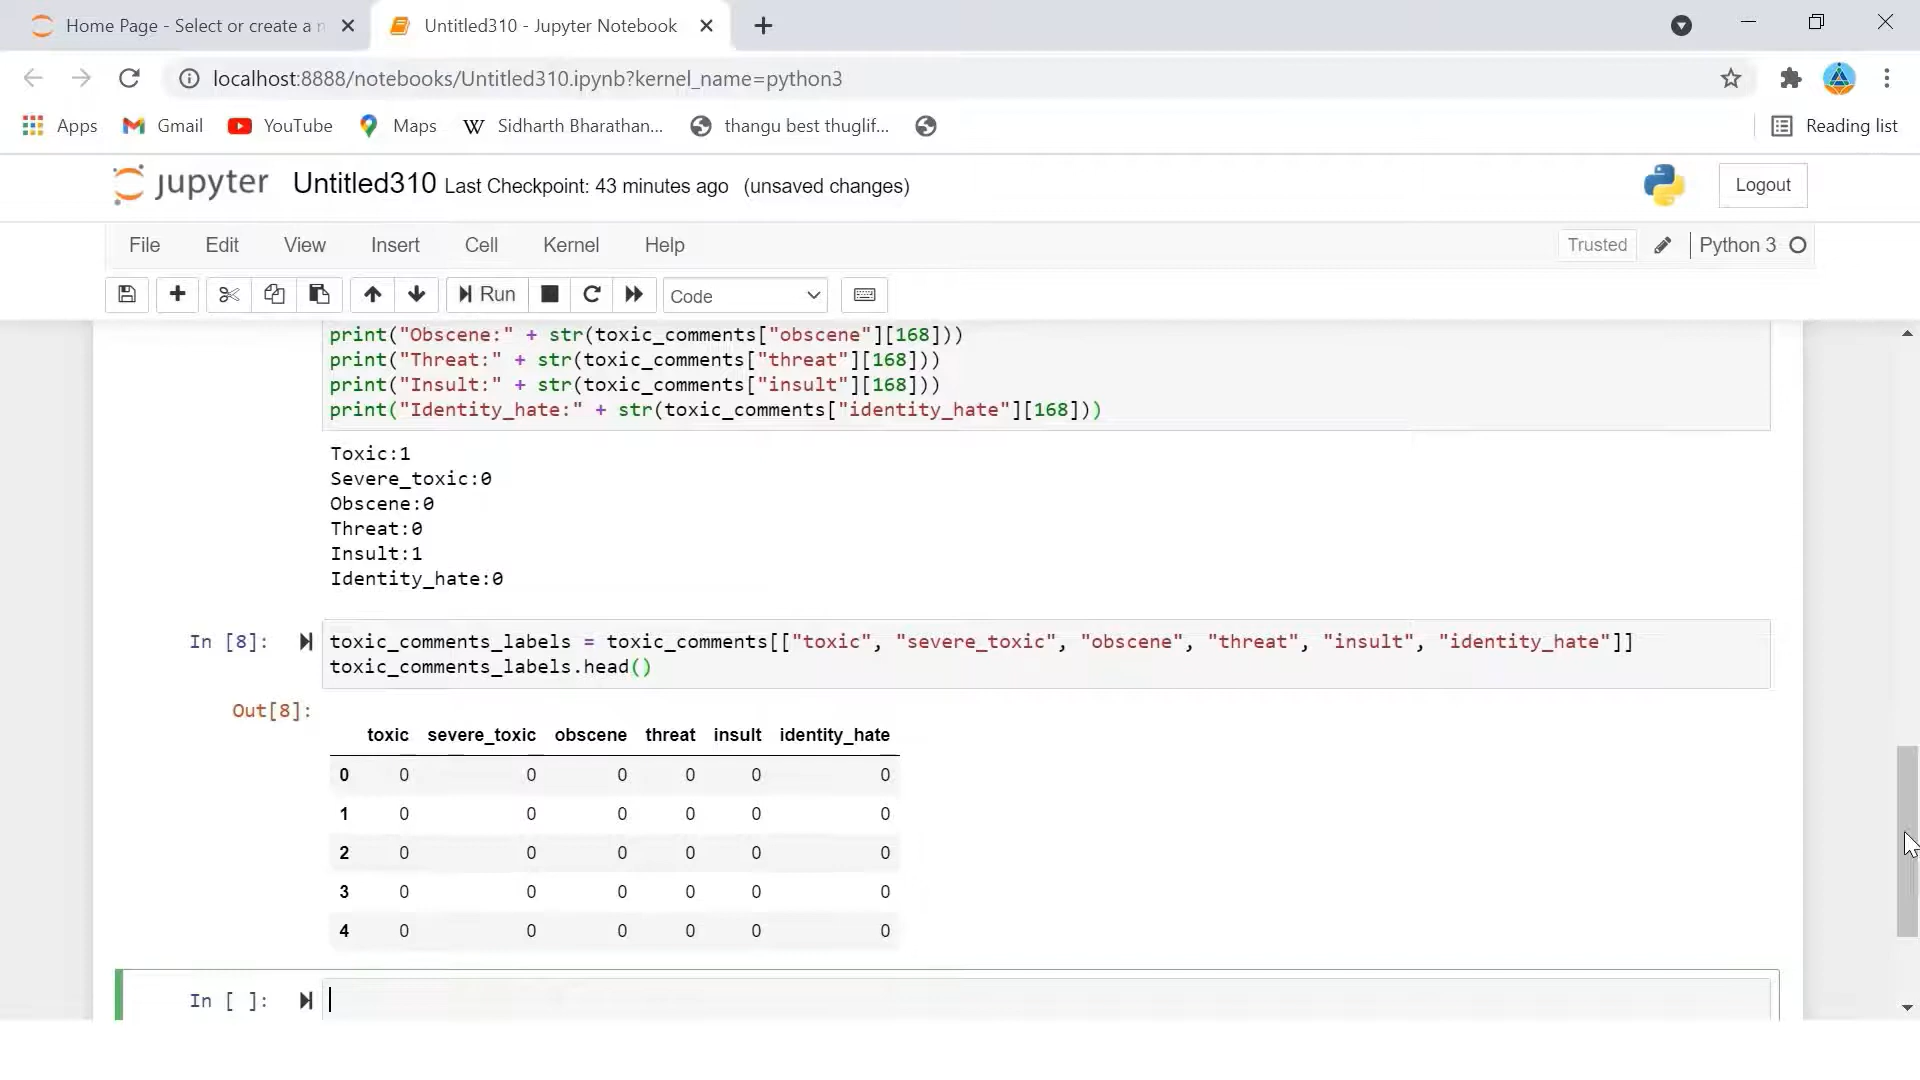 Home Page - Select or create a n
Untitled310 - Jupyter Notebook
localhost:8888/notebooks/Untitled310.ipynb?kernel_name=python3
Apps Gmail YouTube Maps W Sidharth Bharathan... thangu best thuglif... Reading list
jupyter Untitled310 Last Checkpoint: 43 minutes ago (unsaved changes) Logout
File Edit View Insert Cell Kernel Help Trusted Python 3
Run Code
print("Obscene:" + str(toxic_comments["obscene"][168]))
print("Threat:" + str(toxic_comments["threat"][168]))
print("Insult:" + str(toxic_comments["insult"][168]))
print("Identity_hate:" + str(toxic_comments["identity_hate"][168]))
Toxic:1
Severe_toxic:0
Obscene:0
Threat:0
Insult:1
Identity_hate:0
In [8]: toxic_comments_labels = toxic_comments[["toxic", "severe_toxic", "obscene", "threat", "insult", "identity_hate"]]
toxic_comments_labels.head()
Out[8]:
toxic severe_toxic obscene threat insult identity_hate
0 0 0 0 0 0 0
1 0 0 0 0 0 0
2 0 0 0 0 0 0
3 0 0 0 0 0 0
4 0 0 0 0 0 0
In [ ]: